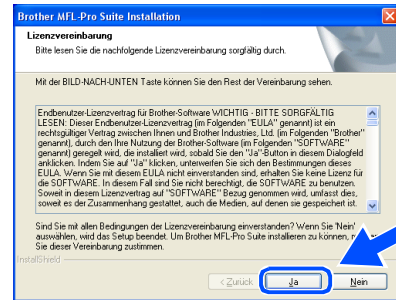 Brother MFL-Pro Suite Installation
Lizenzvereinbarung
Bitte lesen Sie die nachfolgende Lizenzvereinbarung sorgfältig durch.
Mit der BILD-NACH-UNTEN Taste können Sie den Rest der Vereinbarung sehen.
Endbenutzer-Lizenzvertrag für Brother-Software WICHTIG - BITTE SORGFÄLTIG
LESEN: Dieser Endbenutzer-Lizenzvertrag (im Folgenden "EULA" genannt) ist ein
rechtsgültiger Vertrag zwischen Ihnen und Brother Industries, Ltd. (im Folgenden "Brother"
genannt), durch den Ihre Nutzung der Brother-Software (im Folgenden "SOFTWARE"
genannt) geregelt wird, die installiert wird, sobald Sie den "Ja"-Button in diesem Dialogfeld
anklicken. Indem Sie auf "Ja" klicken, unterwerfen Sie sich den Bestimmungen dieses
EULA. Wenn Sie mit diesem EULA nicht einverstanden sind, erhalten Sie keine Lizenz für
die SOFTWARE. In diesem Fall sind Sie nicht berechtigt, die SOFTWARE zu benutzen.
Soweit in diesem Lizenzvertrag auf "SOFTWARE" Bezug genommen wird, umfasst dies,
soweit es der Zusammenhang gestattet, auch die Medien, auf denen sie gespeichert ist.
Sind Sie mit allen Bedingungen der Lizenzvereinbarung einverstanden? Wenn Sie 'Nein'
auswählen, wird das Setup beendet. Um Brother MFL-Pro Suite installieren zu können,
Sie dieser Vereinbarung zustimmen.
InstallShield
< Zurück Ja Nein